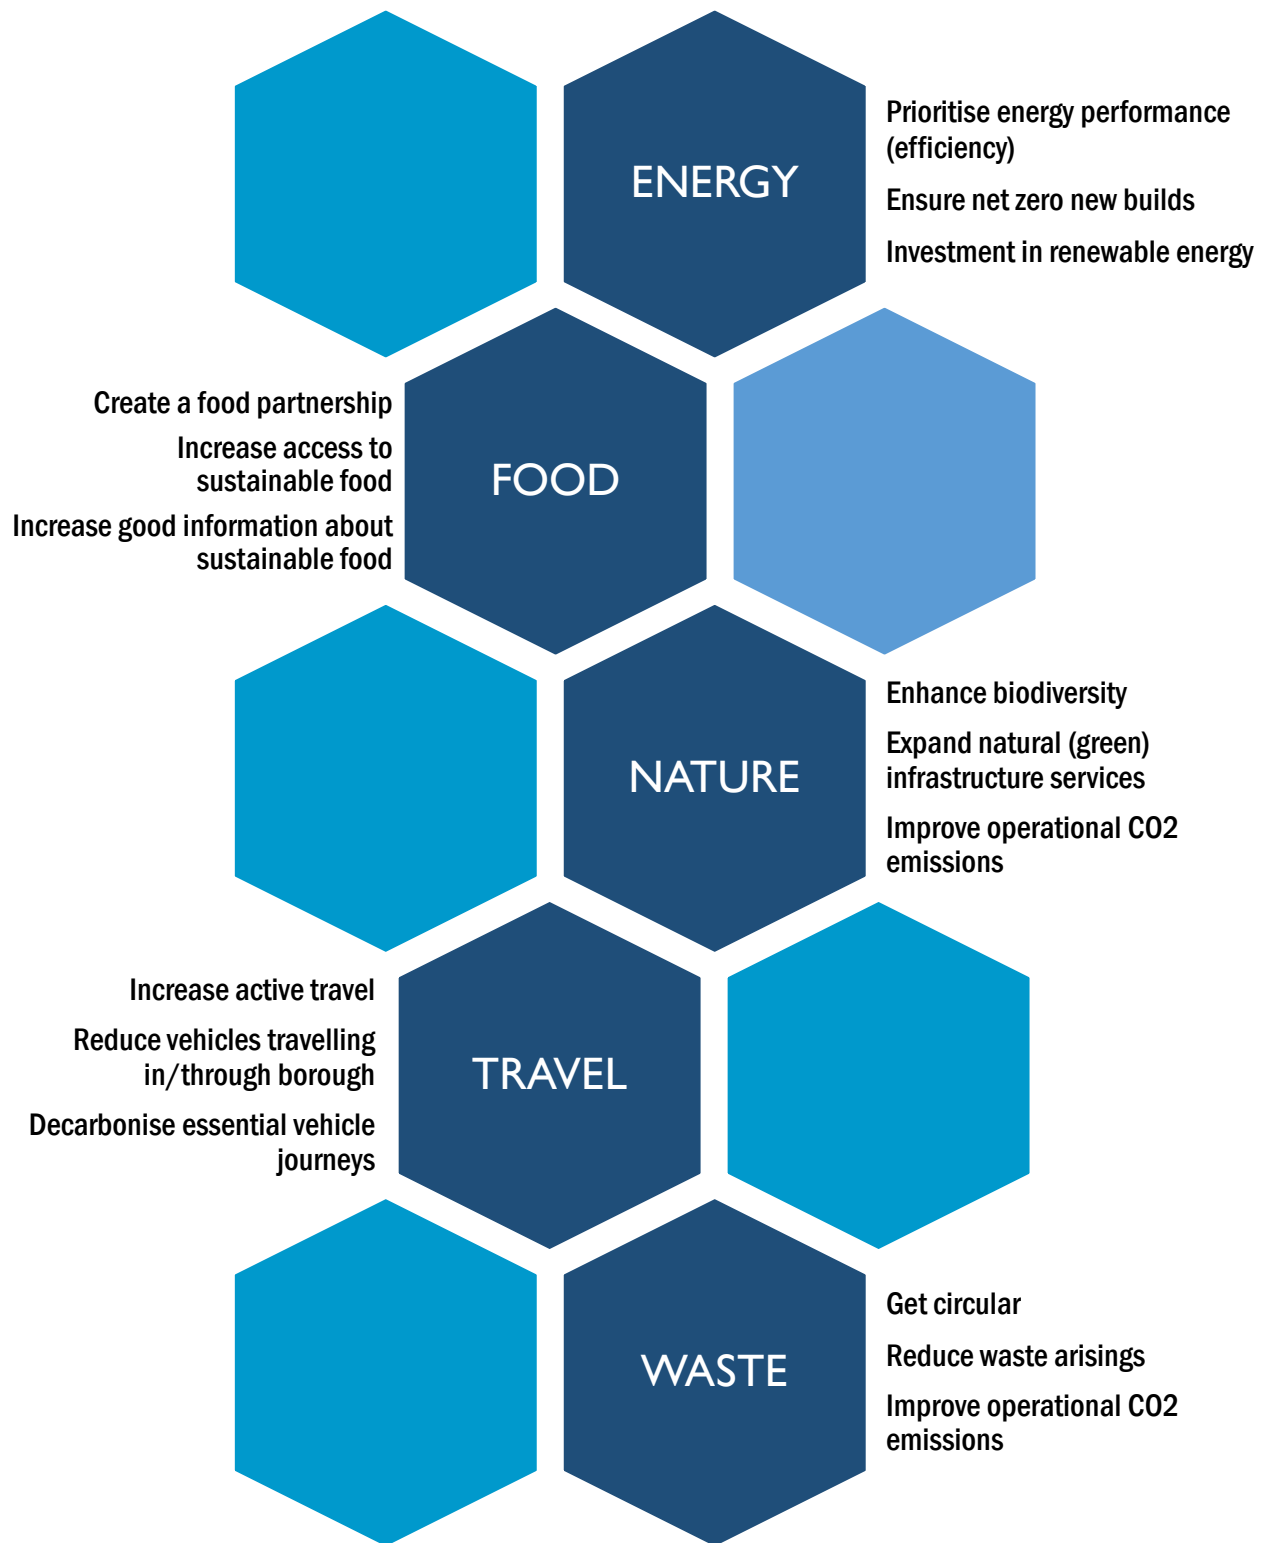 ENERGY
Prioritise energy performance
(efficiency)
Ensure net zero new builds
Investment in renewable energy
Create a food partnership
Increase access to
sustainable food
Increase good information about
sustainable food
FOOD
NATURE
Enhance biodiversity
Expand natural (green)
infrastructure services
Improve operational CO2
emissions
Increase active travel
Reduce vehicles travelling
in/through borough
Decarbonise essential vehicle
journeys
TRAVEL
WASTE
Get circular
Reduce waste arisings
Improve operational CO2
emissions